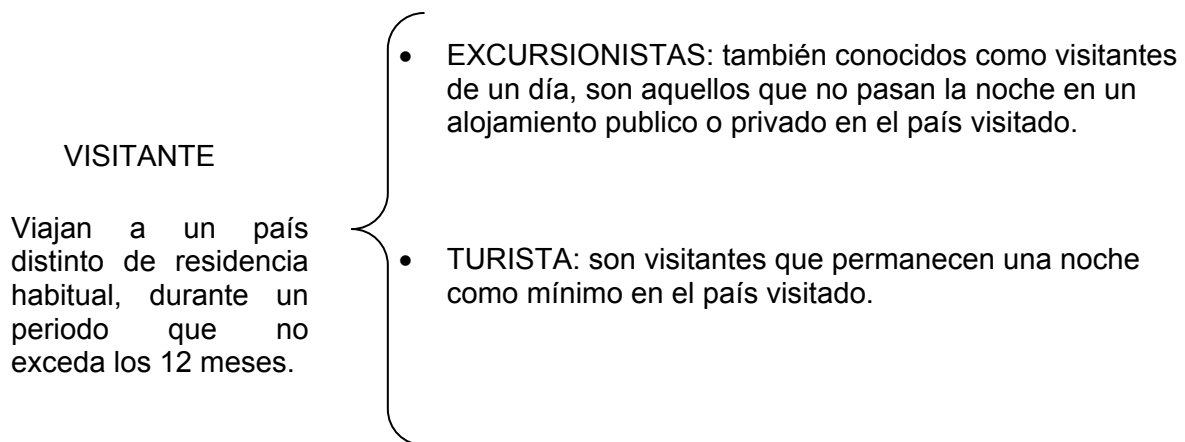 VISITANTE
Viajan a un país
distinto de residencia
habitual, durante un
periodo que no
exceda los 12 meses.
• EXCURSIONISTAS: también conocidos como visitantes
de un día, son aquellos que no pasan la noche en un
alojamiento publico o privado en el país visitado.
• TURISTA: son visitantes que permanecen una noche
como mínimo en el país visitado.